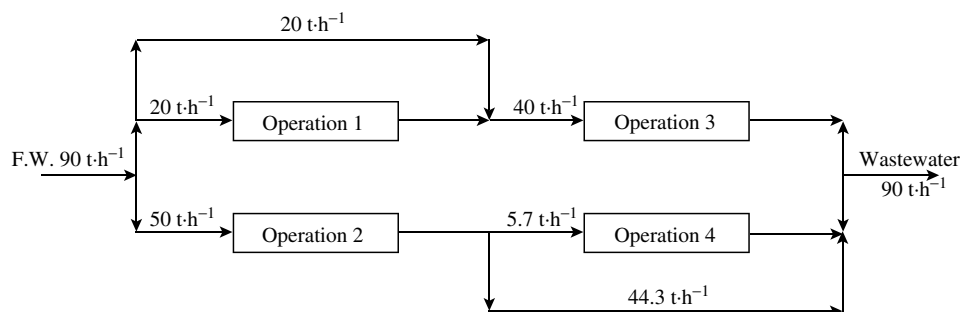 20 t·h⁻¹
20 t·h⁻¹
Operation 1
40 t·h⁻¹
Operation 3
F.W. 90 t·h⁻¹
Wastewater
90 t·h⁻¹
50 t·h⁻¹
Operation 2
5.7 t·h⁻¹
Operation 4
44.3 t·h⁻¹